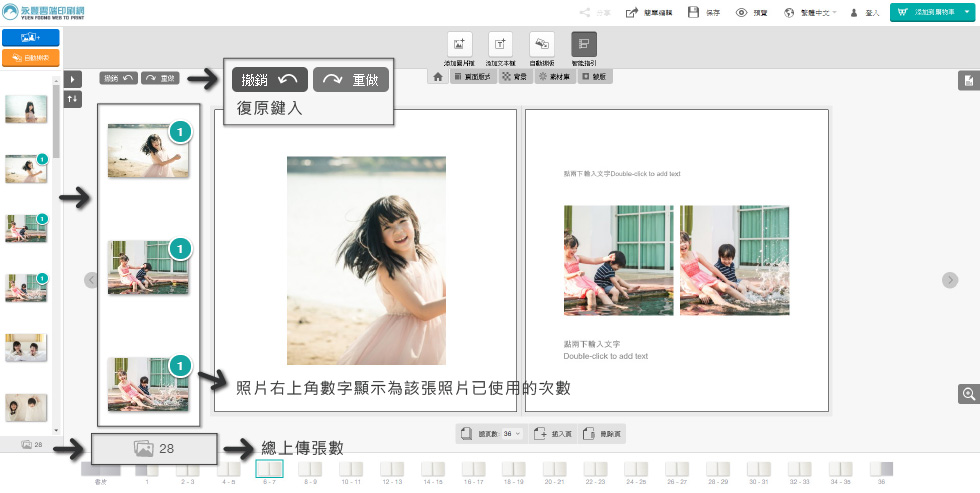 永豐雲端印刷網
YUEN FOONG WEB TO PRINT
分享
簡單編輯
保存
預覽
繁體中文
登入
添加到購物車
自動排版
添加圖片框
添加文本框
自動排版
智能指引
頁面版式
背景
素材庫
撤銷
重做
撤銷
重做
復原鍵入
1
1
1
1
1
1
點兩下輸入文字Double-click to add text
點兩下輸入文字
Double-click to add text
照片右上角數字顯示為該張照片已使用的次數
28
28
總上傳張數
總頁數: 36
插入頁
刪除頁
1
2 - 3
4 - 5
6 - 7
8 - 9
10 - 11
12 - 13
14 - 15
16 - 17
18 - 19
20 - 21
22 - 23
24 - 25
26 - 27
28 - 29
30 - 31
32 - 33
34 - 35
36